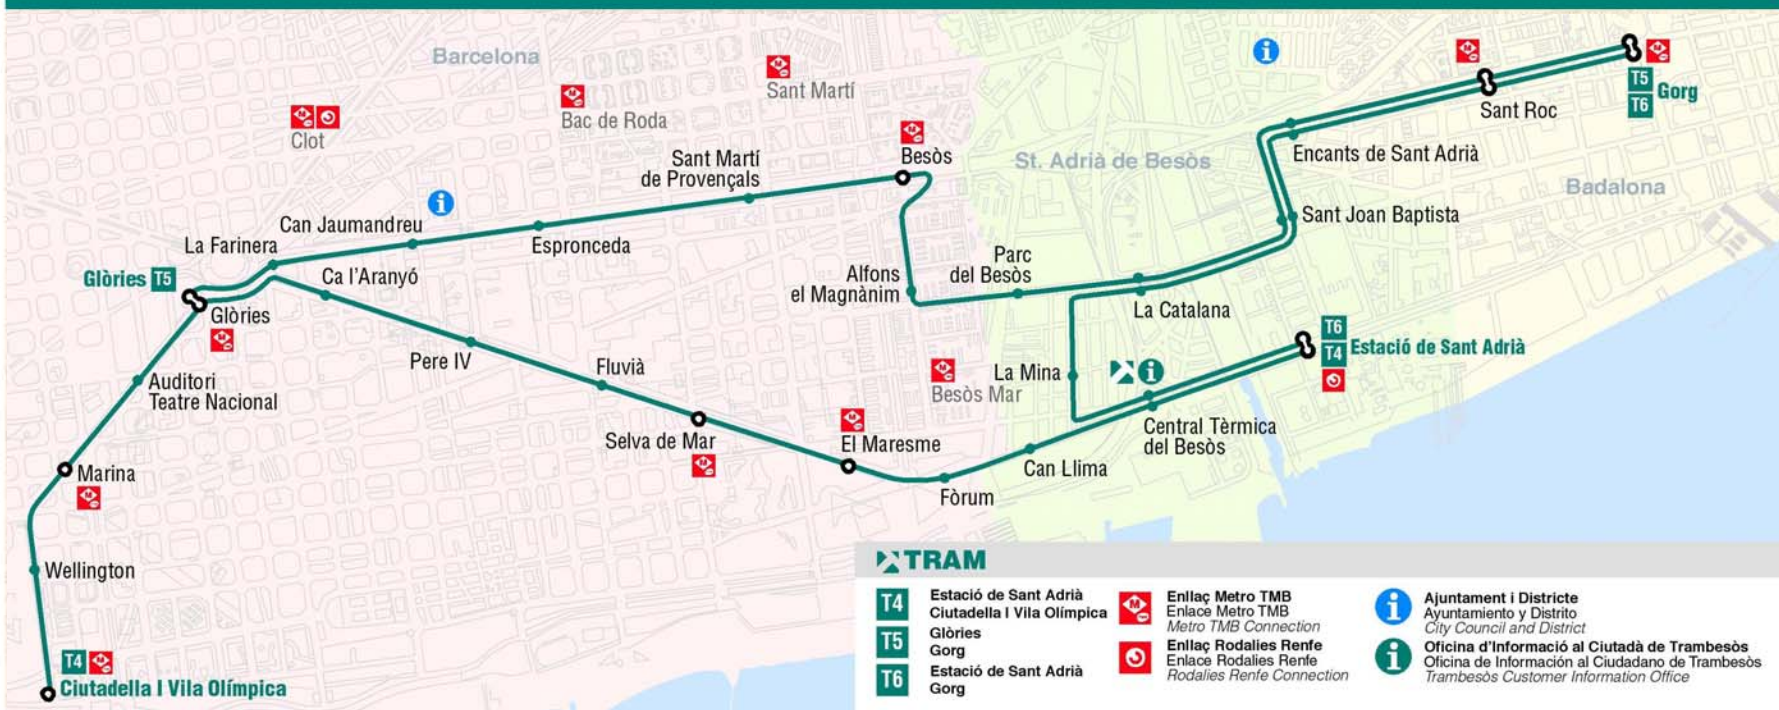 Barcelona
Sant Martí
Bac de Roda
Clot
Besòs
Sant Martí
de Provençals
Can Jaumandreu
La Farinera
Espronceda
Glòries T5
Ca l'Aranyó
Glòries
Alfons
el Magnànim
Parc
del Besòs
St. Adrià de Besòs
Badalona
T5
T6
Gorg
Sant Roc
Encants de Sant Adrià
Sant Joan Baptista
La Catalana
T6
T4
Estació de Sant Adrià
Pere IV
Fluvià
Auditori
Teatre Nacional
La Mina
Besòs Mar
Selva de Mar
El Maresme
Central Tèrmica
del Besòs
Can Llima
Fòrum
Marina
Wellington
T4
Ciutadella I Vila Olímpica
TRAM
T4
Estació de Sant Adrià
Ciutadella I Vila Olímpica
T5
Glòries
Gorg
T6
Estació de Sant Adrià
Gorg
Enllaç Metro TMB
Enlace Metro TMB
Metro TMB Connection
Enllaç Rodalies Renfe
Enlace Rodalies Renfe
Rodalies Renfe Connection
Ajuntament i Districte
Ayuntamiento y Distrito
City Council and District
Oficina d'Informació al Ciutadà de Trambesòs
Oficina de Información al Ciudadano de Trambesòs
Trambesòs Customer Information Office